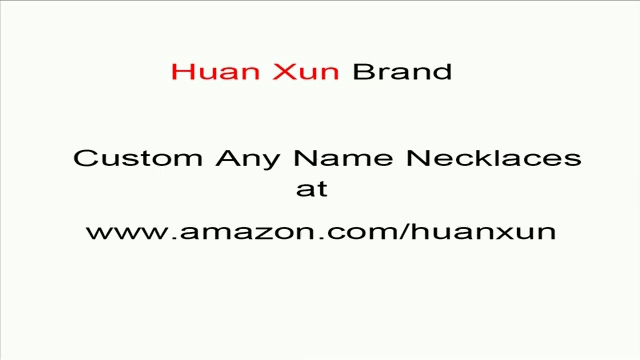 Huan Xun Brand
Custom Any Name Necklaces
at
www.amazon.com/huanxun